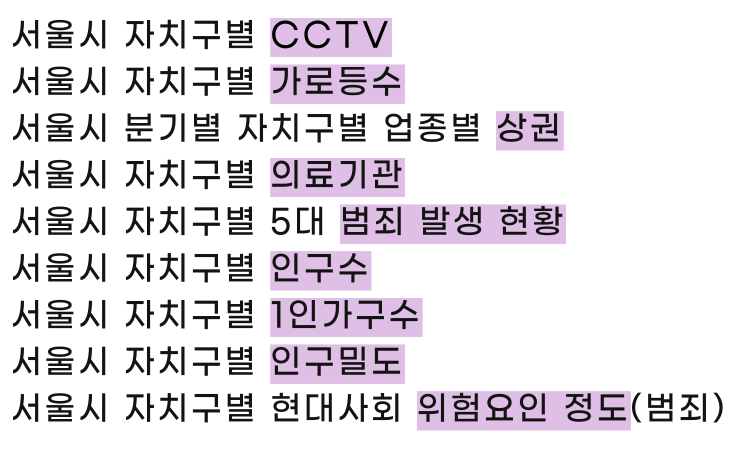 서울시 자치구별 CCTV
서울시 자치구별 가로등수
서울시 분기별 자치구별 업종별 상권
서울시 자치구별 의료기관
서울시 자치구별 5대 범죄 발생 현황
서울시 자치구별 인구수
서울시 자치구별 1인가구수
서울시 자치구별 인구밀도
서울시 자치구별 현대사회 위험요인 정도(범죄)